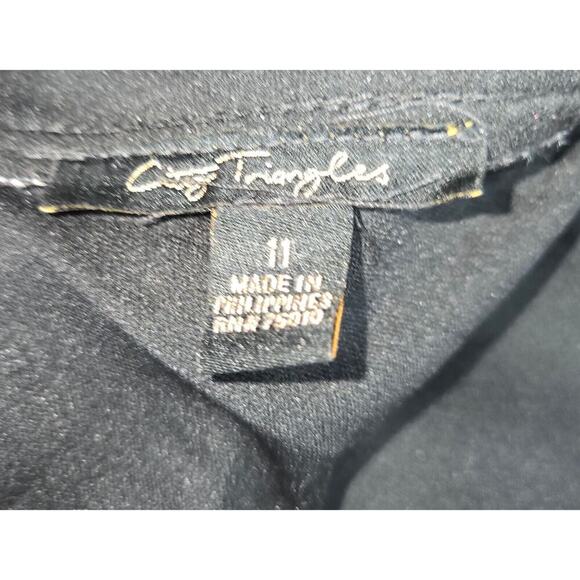 City Triangles
11
MADE IN
PHILIPPINES
RN# 75010